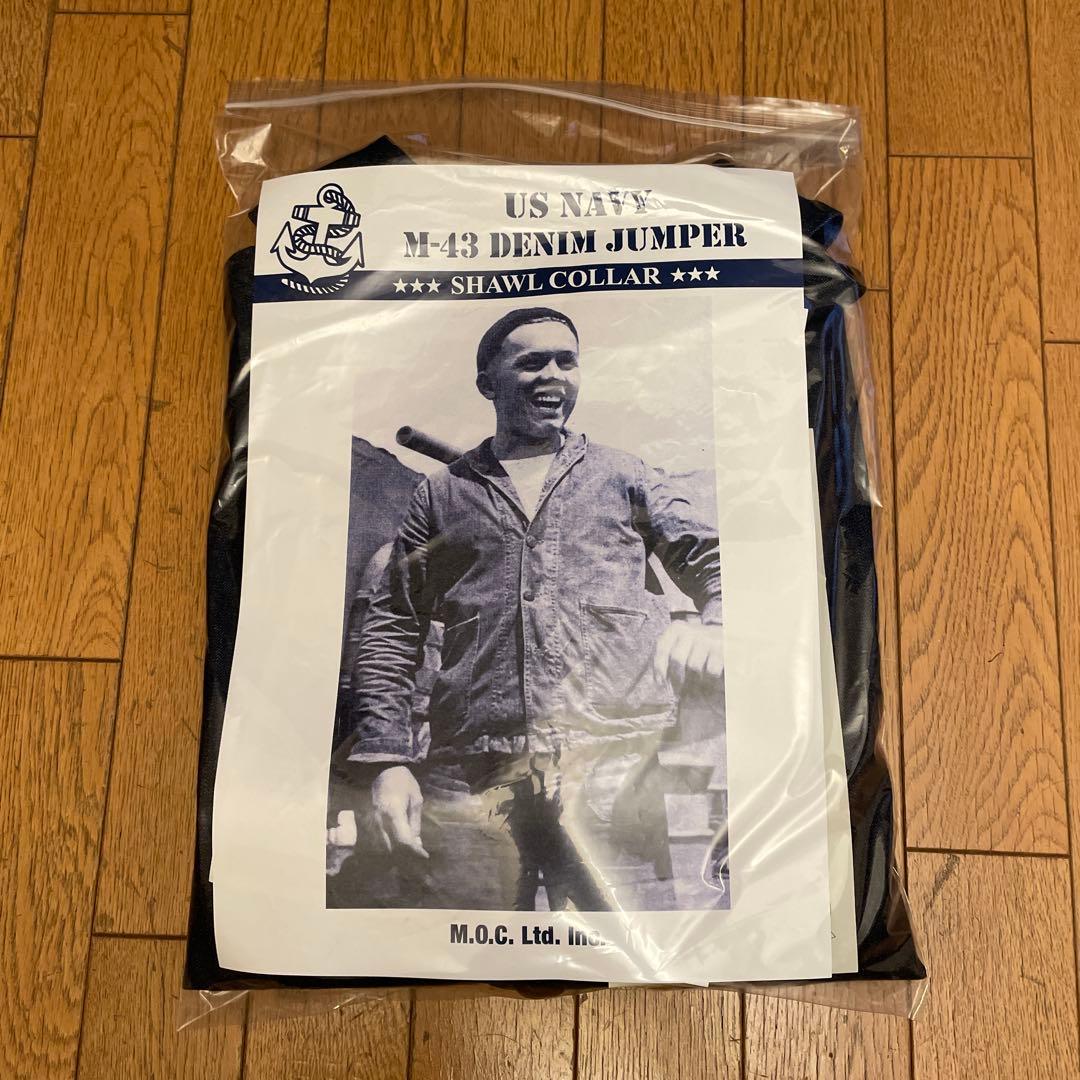 US NAVY
M-43 DENIM JUMPER
★★★ SHAWL COLLAR ★★★
M.O.C. Ltd. Inc.